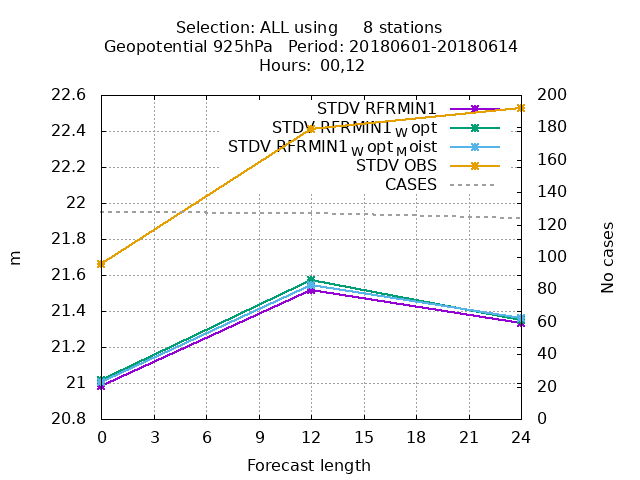 Selection: ALL using 8 stations
Geopotential 925hPa Period: 20180601-20180614
Hours: 00,12
22.6
22.4
22.2
22
21.8
21.6
21.4
21.2
21
20.8
m
STDV RFRMIN1
STDV RFRMIN1_W opt
STDV RFRMIN1_W opt_M oist
STDV OBS
CASES
200
180
160
140
120
100
80
60
40
20
0
No cases
0 3 6 9 12 15 18 21 24
Forecast length